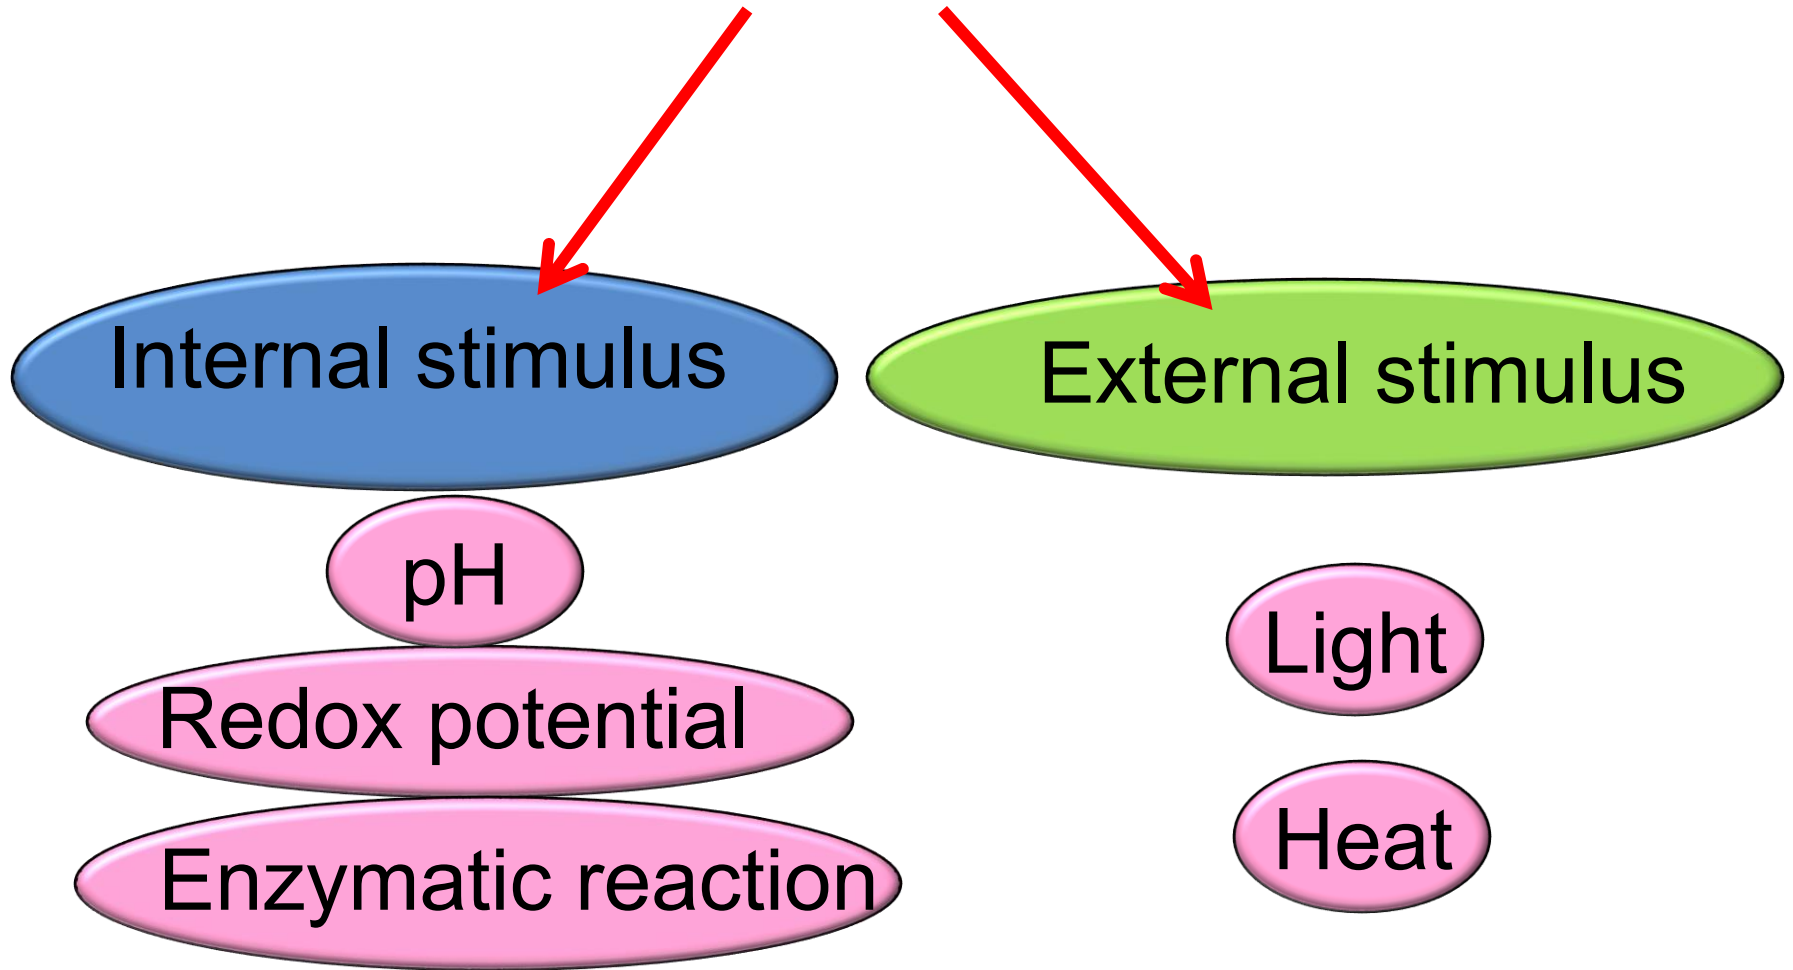 Internal stimulus
pH
Redox potential
Enzymatic reaction
External stimulus
Light
Heat